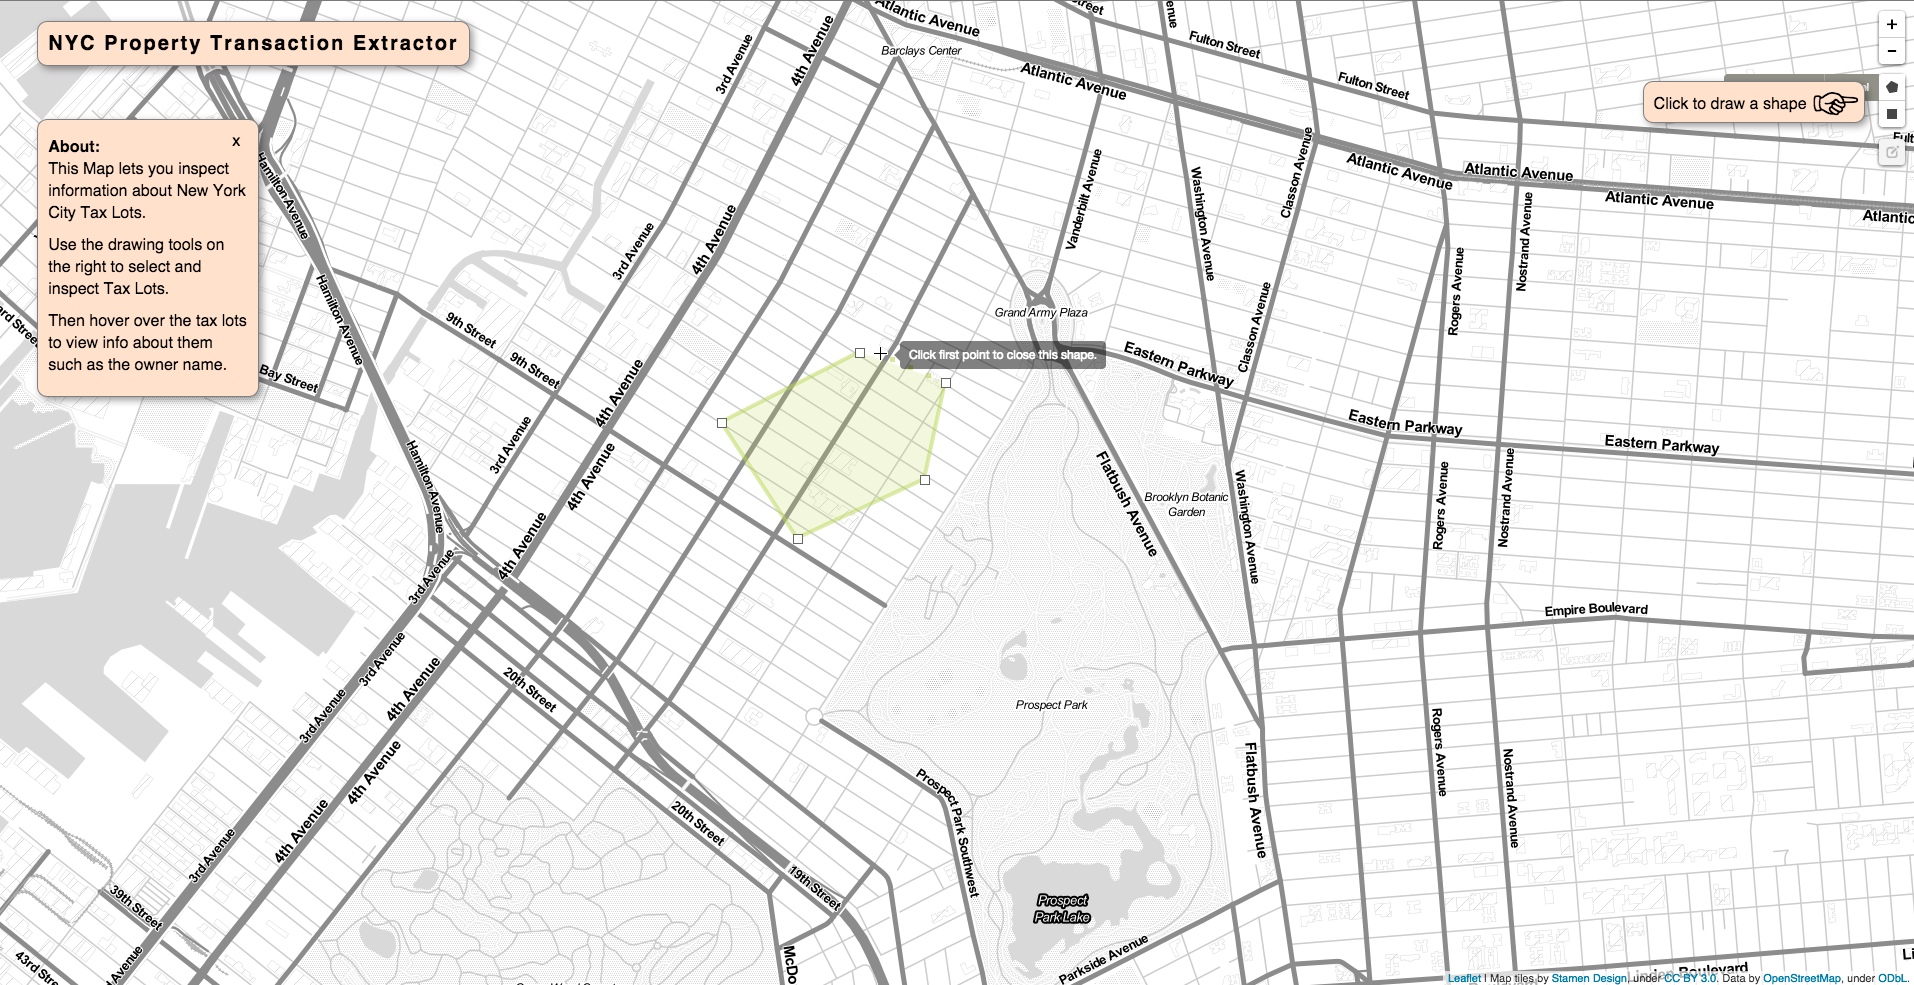 NYC Property Transaction Extractor
About:
x
This Map lets you inspect
information about New York
City Tax Lots.
Use the drawing tools on
the right to select and
inspect Tax Lots.
Then hover over the tax lots
to view info about them
such as the owner name.
+
−
Click to draw a shape
Click first point to close this shape.
Atlantic Avenue
Barclays Center
Fulton Street
Fulton Street
Atlantic Avenue
Atlantic Avenue
Atlantic Avenue
Atlantic Avenue
Atlantic
3rd Avenue
4th Avenue
Hamilton Avenue
Vanderbilt Avenue
Washington Avenue
Classon Avenue
Nostrand Avenue
Rogers Avenue
3rd Avenue
4th Avenue
Grand Army Plaza
Hamilton Avenue
9th Street
9th Street
Classon Avenue
Eastern Parkway
Eastern Parkway
Eastern Parkway
Bay Street
4th Avenue
3rd Avenue
4th Avenue
Hamilton Avenue
Flatbush Avenue
Brooklyn Botanic
Garden
Washington Avenue
Rogers Avenue
Nostrand Avenue
4th Avenue
3rd Avenue
Empire Boulevard
3rd Avenue
4th Avenue
20th Street
Prospect Park
3rd Avenue
4th Avenue
Flatbush Avenue
Rogers Avenue
Nostrand Avenue
Prospect Park Southwest
20th Street
4th Avenue
3rd Avenue
19th Street
39th Street
Prospect
Park Lake
43rd Stre
Avenue
McDo
Parkside Avenue
Boulevard
Leaflet | Map tiles by Stamen Design, under CC BY 3.0. Data by OpenStreetMap, under ODbL.